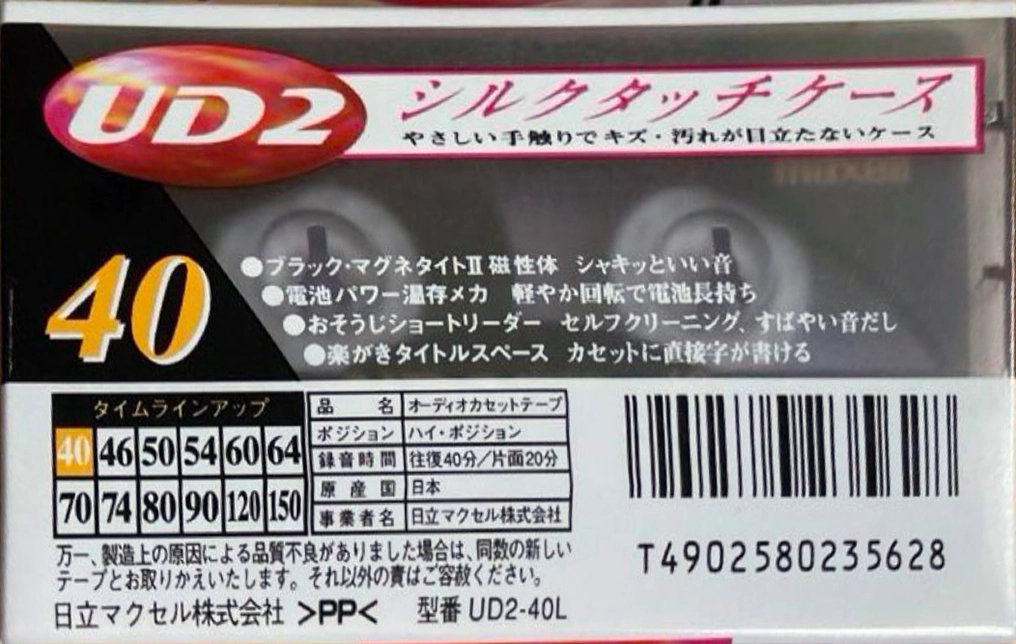 UD2
シルクタッチケース
やさしい手触りでキズ・汚れが目立たないケース
maxell
40
●ブラック・マグネタイトⅡ磁性体 シャキッといい音
●電池パワー温存メカ 軽やか回転で電池長持ち
●おそうじショートリーダー セルフクリーニング、すばやい音だし
●楽がきタイトルスペース カセットに直接字が書ける
タイムラインアップ
40 46 50 54 60 64
70 74 80 90 120 150
品名 オーディオカセットテープ
ポジション ハイ・ポジション
録音時間 往復40分/片面20分
原産国 日本
事業者名 日立マクセル株式会社
万一、製造上の原因による品質不良がありました場合は、同数の新しい
テープとお取りかえいたします。それ以外の責はご容赦ください。
日立マクセル株式会社 >PP< 型番 UD2-40L
T4902580235628